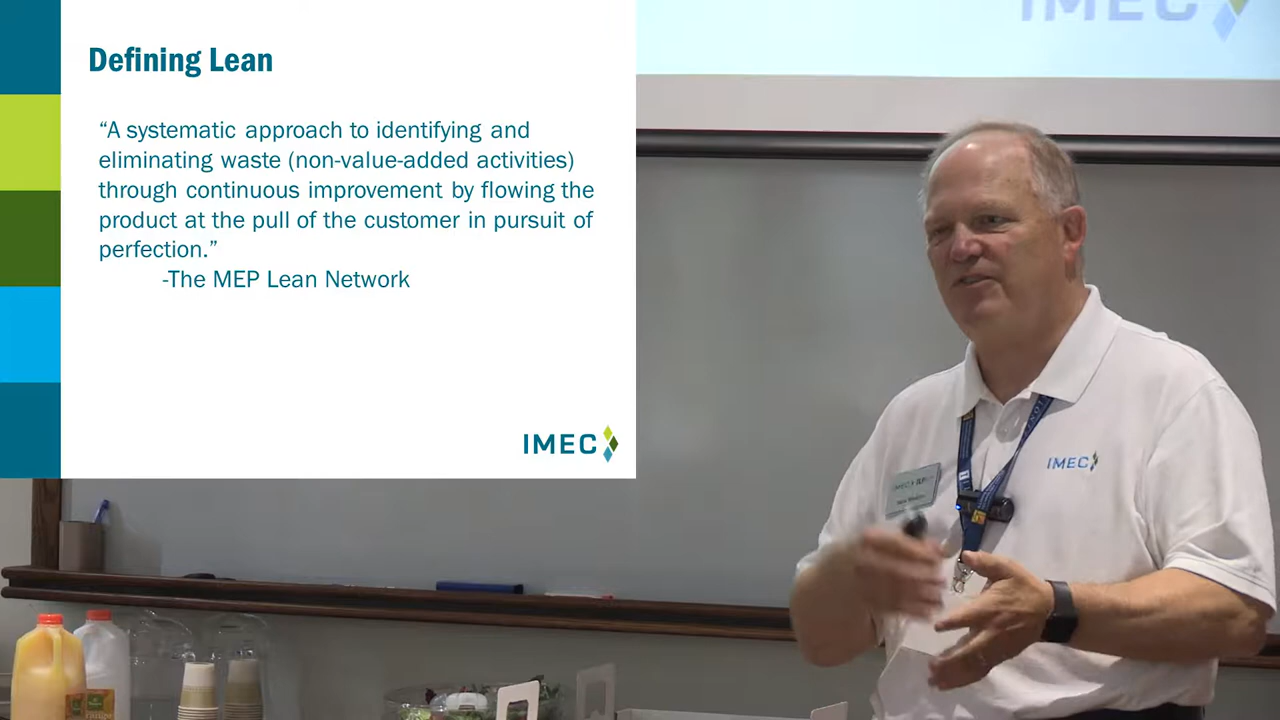 Defining Lean
“A systematic approach to identifying and
eliminating waste (non-value-added activities)
through continuous improvement by flowing the
product at the pull of the customer in pursuit of
perfection.”
-The MEP Lean Network
IMEC
IMEC
IMEC